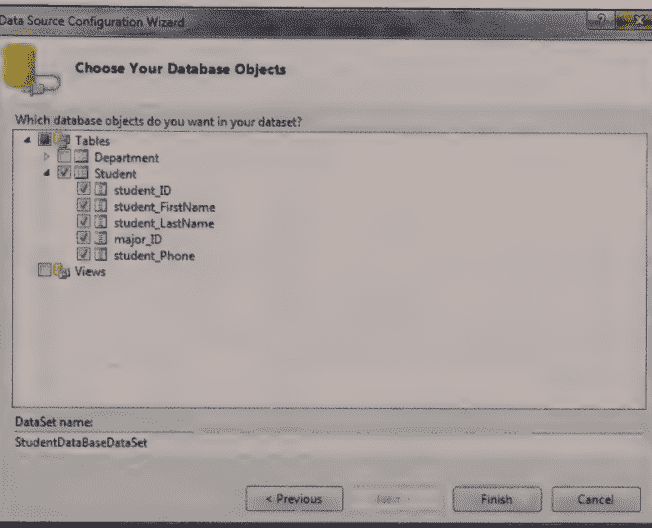 Data Source Configuration Wizard
Choose Your Database Objects
Which database objects do you want in your dataset?
Tables
Department
Student
student_ID
student_FirstName
student_LastName
major_ID
student_Phone
Views
DataSet name:
StudentDataBaseDataSet
< Previous
Finish
Cancel